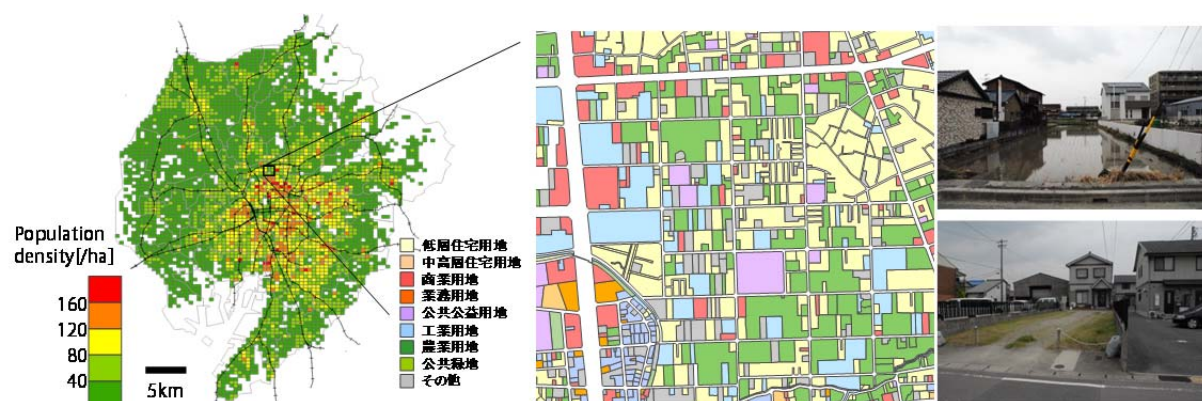 Population
density[/ha]
160
120
80
40
5km
低層住宅用地
中高層住宅用地
商業用地
業務用地
公共公益用地
工業用地
農業用地
公共緑地
その他